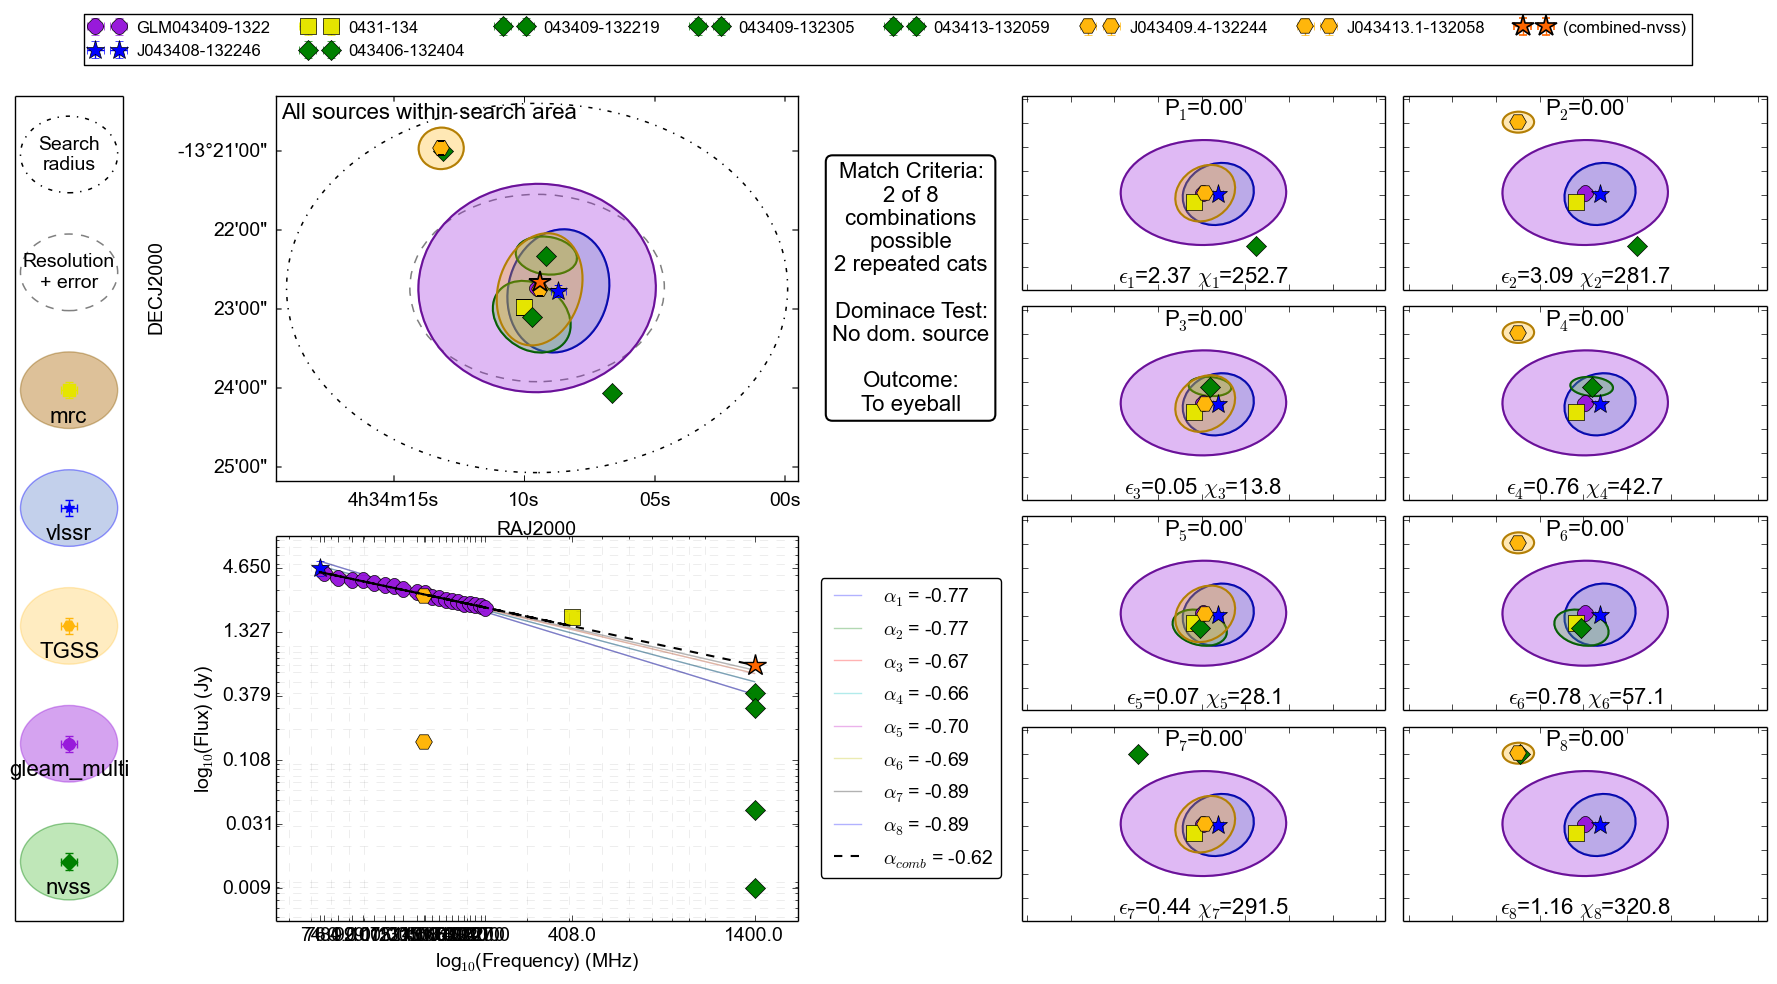 GLM043409-1322 0431-134 043409-132219 043409-132305 043413-132059 J043409.4-132244 J043413.1-132058 (combined-nvss)
J043408-132246 043406-132404
Search
radius
Resolution
+ error
mrc
vlssr
TGSS
gleam_multi
nvss
All sources within search area
DECJ2000
-13°21'00"
22'00"
23'00"
24'00"
25'00"
4h34m15s 10s 05s 00s
RAJ2000
Match Criteria:
2 of 8
combinations
possible
2 repeated cats
Dominace Test:
No dom. source
Outcome:
To eyeball
log10(Flux) (Jy)
4.650
1.327
0.379
0.108
0.031
0.009
408.0 1400.0
log10(Frequency) (MHz)
α1 = -0.77
α2 = -0.77
α3 = -0.67
α4 = -0.66
α5 = -0.70
α6 = -0.69
α7 = -0.89
α8 = -0.89
αcomb = -0.62
P1=0.00
ϵ1=2.37 χ1=252.7
P2=0.00
ϵ2=3.09 χ2=281.7
P3=0.00
ϵ3=0.05 χ3=13.8
P4=0.00
ϵ4=0.76 χ4=42.7
P5=0.00
ϵ5=0.07 χ5=28.1
P6=0.00
ϵ6=0.78 χ6=57.1
P7=0.00
ϵ7=0.44 χ7=291.5
P8=0.00
ϵ8=1.16 χ8=320.8